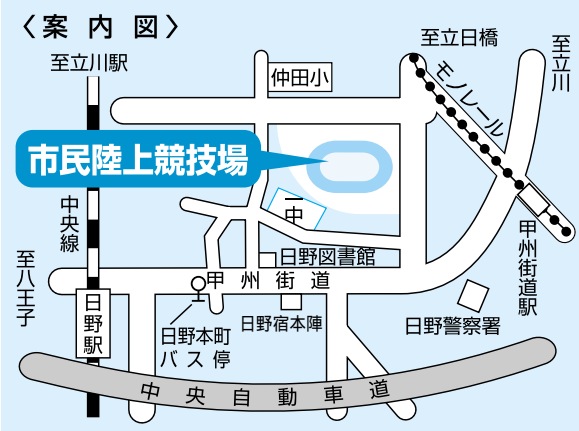 〈案内図〉
至立川駅
仲田小
至立日橋
至立川
モノレール
市民陸上競技場
中央線
一中
至八王子
日野図書館
甲州街道
甲州街道駅
日野駅
日野本町
バス停
日野宿本陣
日野警察署
中央自動車道